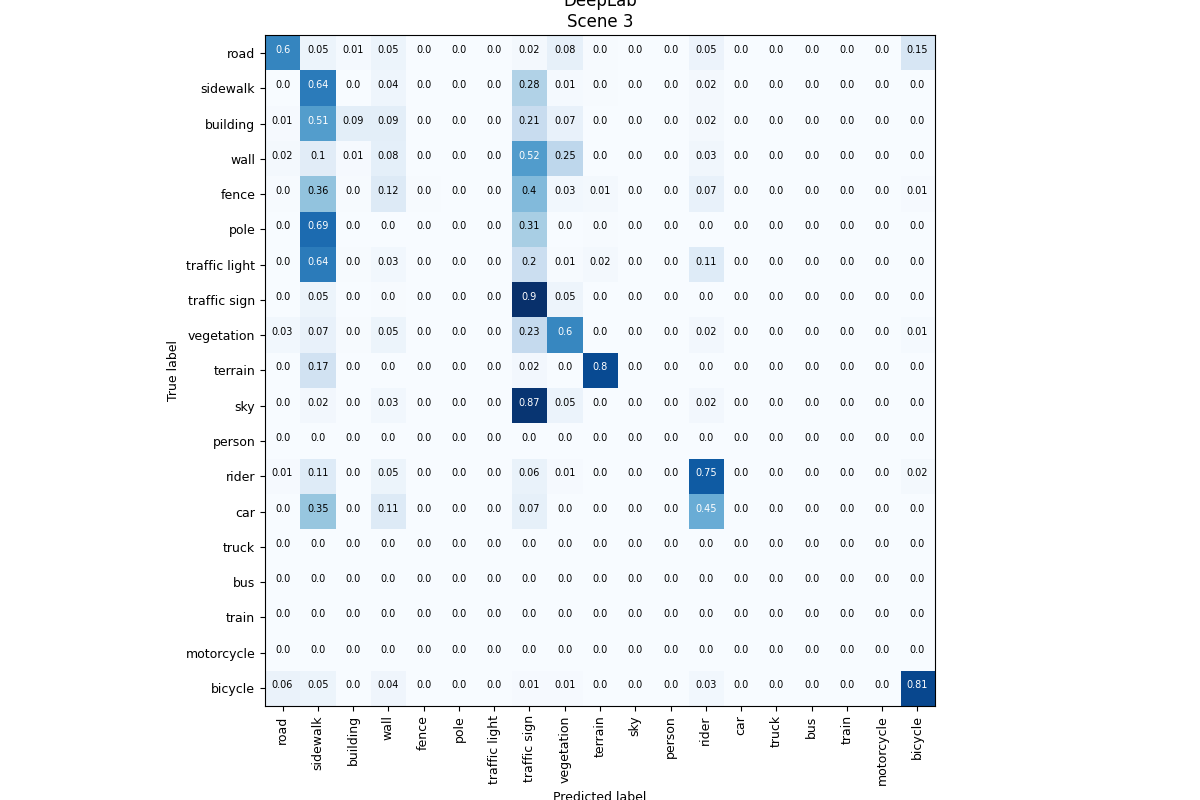 DeepLab
Scene 3
road 0.6 0.05 0.01 0.05 0.0 0.0 0.0 0.02 0.08 0.0 0.0 0.0 0.05 0.0 0.0 0.0 0.0 0.0 0.15
sidewalk 0.0 0.64 0.0 0.04 0.0 0.0 0.0 0.28 0.01 0.0 0.0 0.0 0.02 0.0 0.0 0.0 0.0 0.0 0.0
building 0.01 0.51 0.09 0.09 0.0 0.0 0.0 0.21 0.07 0.0 0.0 0.0 0.02 0.0 0.0 0.0 0.0 0.0 0.0
wall 0.02 0.1 0.01 0.08 0.0 0.0 0.0 0.52 0.25 0.0 0.0 0.0 0.03 0.0 0.0 0.0 0.0 0.0 0.0
fence 0.0 0.36 0.0 0.12 0.0 0.0 0.0 0.4 0.03 0.01 0.0 0.0 0.07 0.0 0.0 0.0 0.0 0.0 0.01
pole 0.0 0.69 0.0 0.0 0.0 0.0 0.0 0.31 0.0 0.0 0.0 0.0 0.0 0.0 0.0 0.0 0.0 0.0 0.0
traffic light 0.0 0.64 0.0 0.03 0.0 0.0 0.0 0.2 0.01 0.02 0.0 0.0 0.11 0.0 0.0 0.0 0.0 0.0 0.0
traffic sign 0.0 0.05 0.0 0.0 0.0 0.0 0.0 0.9 0.05 0.0 0.0 0.0 0.0 0.0 0.0 0.0 0.0 0.0 0.0
vegetation 0.03 0.07 0.0 0.05 0.0 0.0 0.0 0.23 0.6 0.0 0.0 0.0 0.02 0.0 0.0 0.0 0.0 0.0 0.01
terrain 0.0 0.17 0.0 0.0 0.0 0.0 0.0 0.02 0.0 0.8 0.0 0.0 0.0 0.0 0.0 0.0 0.0 0.0 0.0
sky 0.0 0.02 0.0 0.03 0.0 0.0 0.0 0.87 0.05 0.0 0.0 0.0 0.02 0.0 0.0 0.0 0.0 0.0 0.0
person 0.0 0.0 0.0 0.0 0.0 0.0 0.0 0.0 0.0 0.0 0.0 0.0 0.0 0.0 0.0 0.0 0.0 0.0 0.0
rider 0.01 0.11 0.0 0.05 0.0 0.0 0.0 0.06 0.01 0.0 0.0 0.0 0.75 0.0 0.0 0.0 0.0 0.0 0.02
car 0.0 0.35 0.0 0.11 0.0 0.0 0.0 0.07 0.0 0.0 0.0 0.0 0.45 0.0 0.0 0.0 0.0 0.0 0.0
truck 0.0 0.0 0.0 0.0 0.0 0.0 0.0 0.0 0.0 0.0 0.0 0.0 0.0 0.0 0.0 0.0 0.0 0.0 0.0
bus 0.0 0.0 0.0 0.0 0.0 0.0 0.0 0.0 0.0 0.0 0.0 0.0 0.0 0.0 0.0 0.0 0.0 0.0 0.0
train 0.0 0.0 0.0 0.0 0.0 0.0 0.0 0.0 0.0 0.0 0.0 0.0 0.0 0.0 0.0 0.0 0.0 0.0 0.0
motorcycle 0.0 0.0 0.0 0.0 0.0 0.0 0.0 0.0 0.0 0.0 0.0 0.0 0.0 0.0 0.0 0.0 0.0 0.0 0.0
bicycle 0.06 0.05 0.0 0.04 0.0 0.0 0.0 0.01 0.01 0.0 0.0 0.0 0.03 0.0 0.0 0.0 0.0 0.0 0.81
True label
road sidewalk building wall fence pole traffic light traffic sign vegetation terrain sky person rider car truck bus train motorcycle bicycle
Predicted label